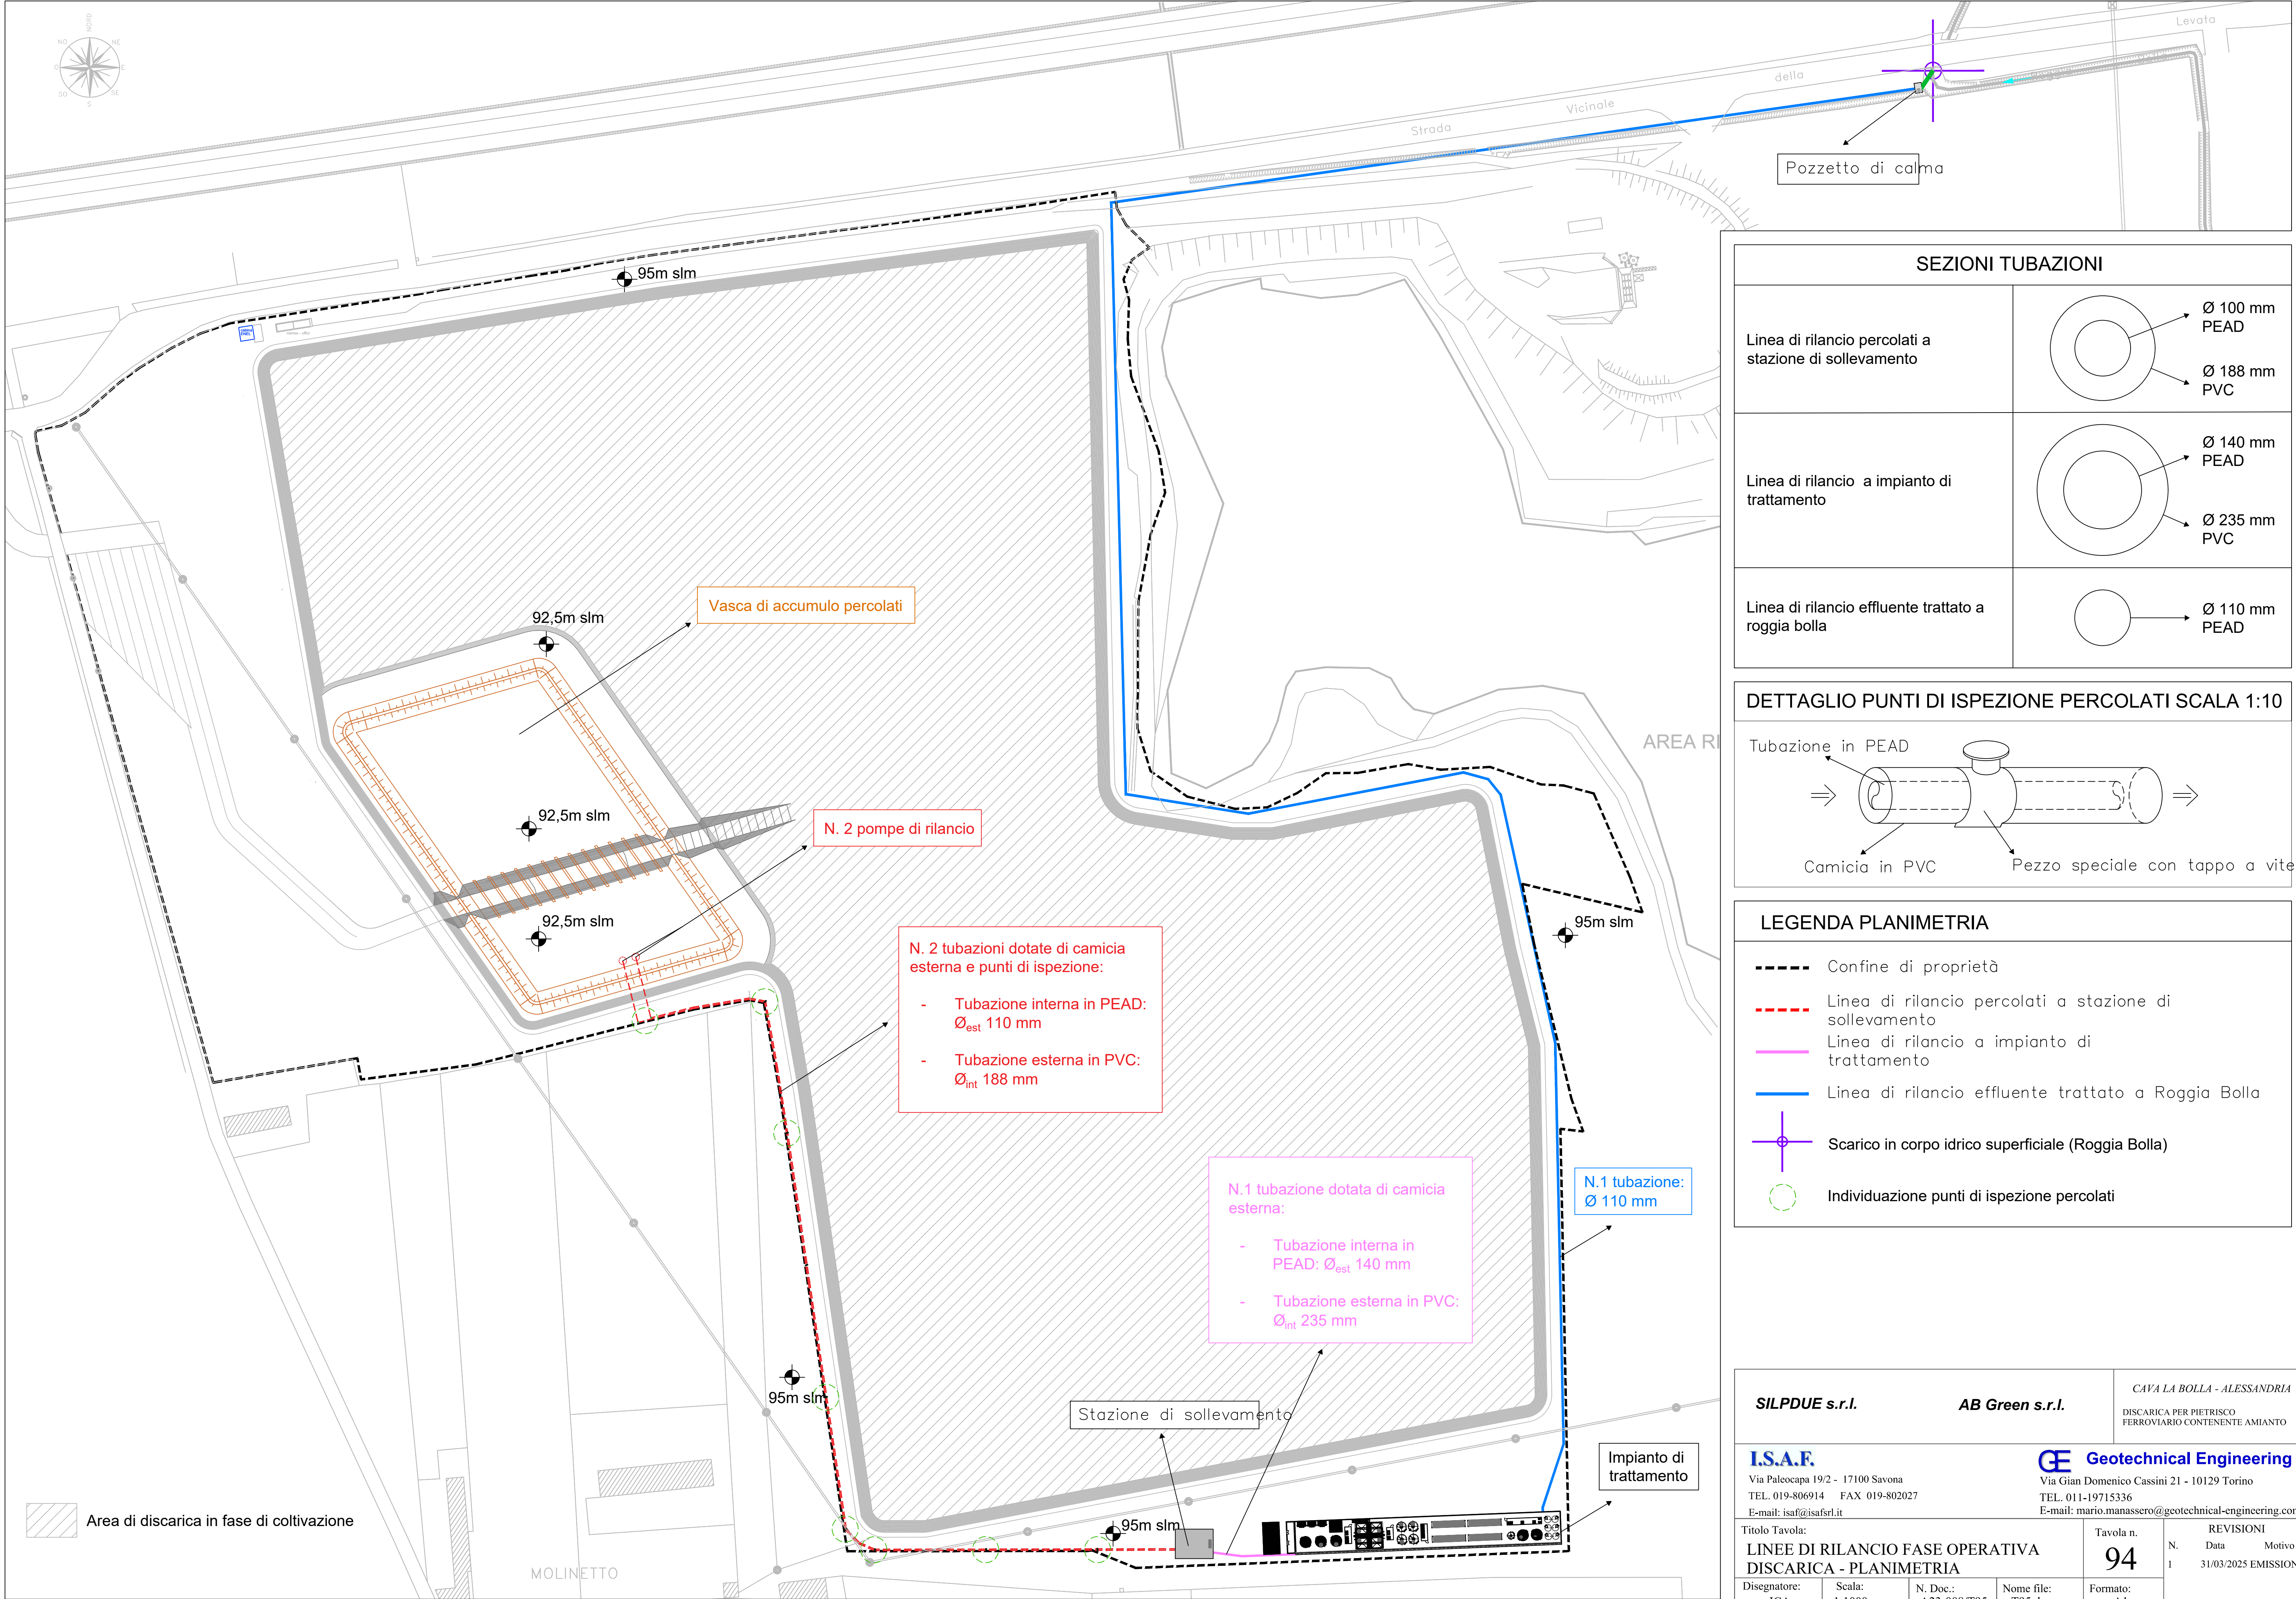 NORD
NO
NE
O
E
SO
SE
S
Levata
della
Vicinale
Strada
Pozzetto di calma
95m slm
92,5m slm
Vasca di accumulo percolati
92,5m slm
N. 2 pompe di rilancio
92,5m slm
AREA RI
N. 2 tubazioni dotate di camicia
esterna e punti di ispezione:
- Tubazione interna in PEAD:
Øest 110 mm
- Tubazione esterna in PVC:
Øint 188 mm
95m slm
N.1 tubazione dotata di camicia
esterna:
- Tubazione interna in
PEAD: Øest 140 mm
- Tubazione esterna in PVC:
Øint 235 mm
N.1 tubazione:
Ø 110 mm
95m slm
Stazione di sollevamento
Impianto di
trattamento
95m slm
Area di discarica in fase di coltivazione
MOLINETTO
SEZIONI TUBAZIONI
Linea di rilancio percolati a
stazione di sollevamento
Ø 100 mm
PEAD
Ø 188 mm
PVC
Linea di rilancio a impianto di
trattamento
Ø 140 mm
PEAD
Ø 235 mm
PVC
Linea di rilancio effluente trattato a
roggia bolla
Ø 110 mm
PEAD
DETTAGLIO PUNTI DI ISPEZIONE PERCOLATI SCALA 1:10
Tubazione in PEAD
Camicia in PVC
Pezzo speciale con tappo a vite
LEGENDA PLANIMETRIA
Confine di proprietà
Linea di rilancio percolati a stazione di
sollevamento
Linea di rilancio a impianto di
trattamento
Linea di rilancio effluente trattato a Roggia Bolla
Scarico in corpo idrico superficiale (Roggia Bolla)
Individuazione punti di ispezione percolati
SILPDUE s.r.l.
AB Green s.r.l.
CAVA LA BOLLA - ALESSANDRIA
DISCARICA PER PIETRISCO
FERROVIARIO CONTENENTE AMIANTO
I.S.A.F.
Via Paleocapa 19/2 - 17100 Savona
TEL. 019-806914 FAX 019-802027
E-mail: isaf@isafsrl.it
GE Geotechnical Engineering
Via Gian Domenico Cassini 21 - 10129 Torino
TEL. 011-19715336
E-mail: mario.manassero@geotechnical-engineering.com
Titolo Tavola:
LINEE DI RILANCIO FASE OPERATIVA
DISCARICA - PLANIMETRIA
Tavola n.
94
REVISIONI
N. Data Motivo
1 31/03/2025 EMISSION
Disegnatore:
Scala:
N. Doc.:
Nome file:
Formato: